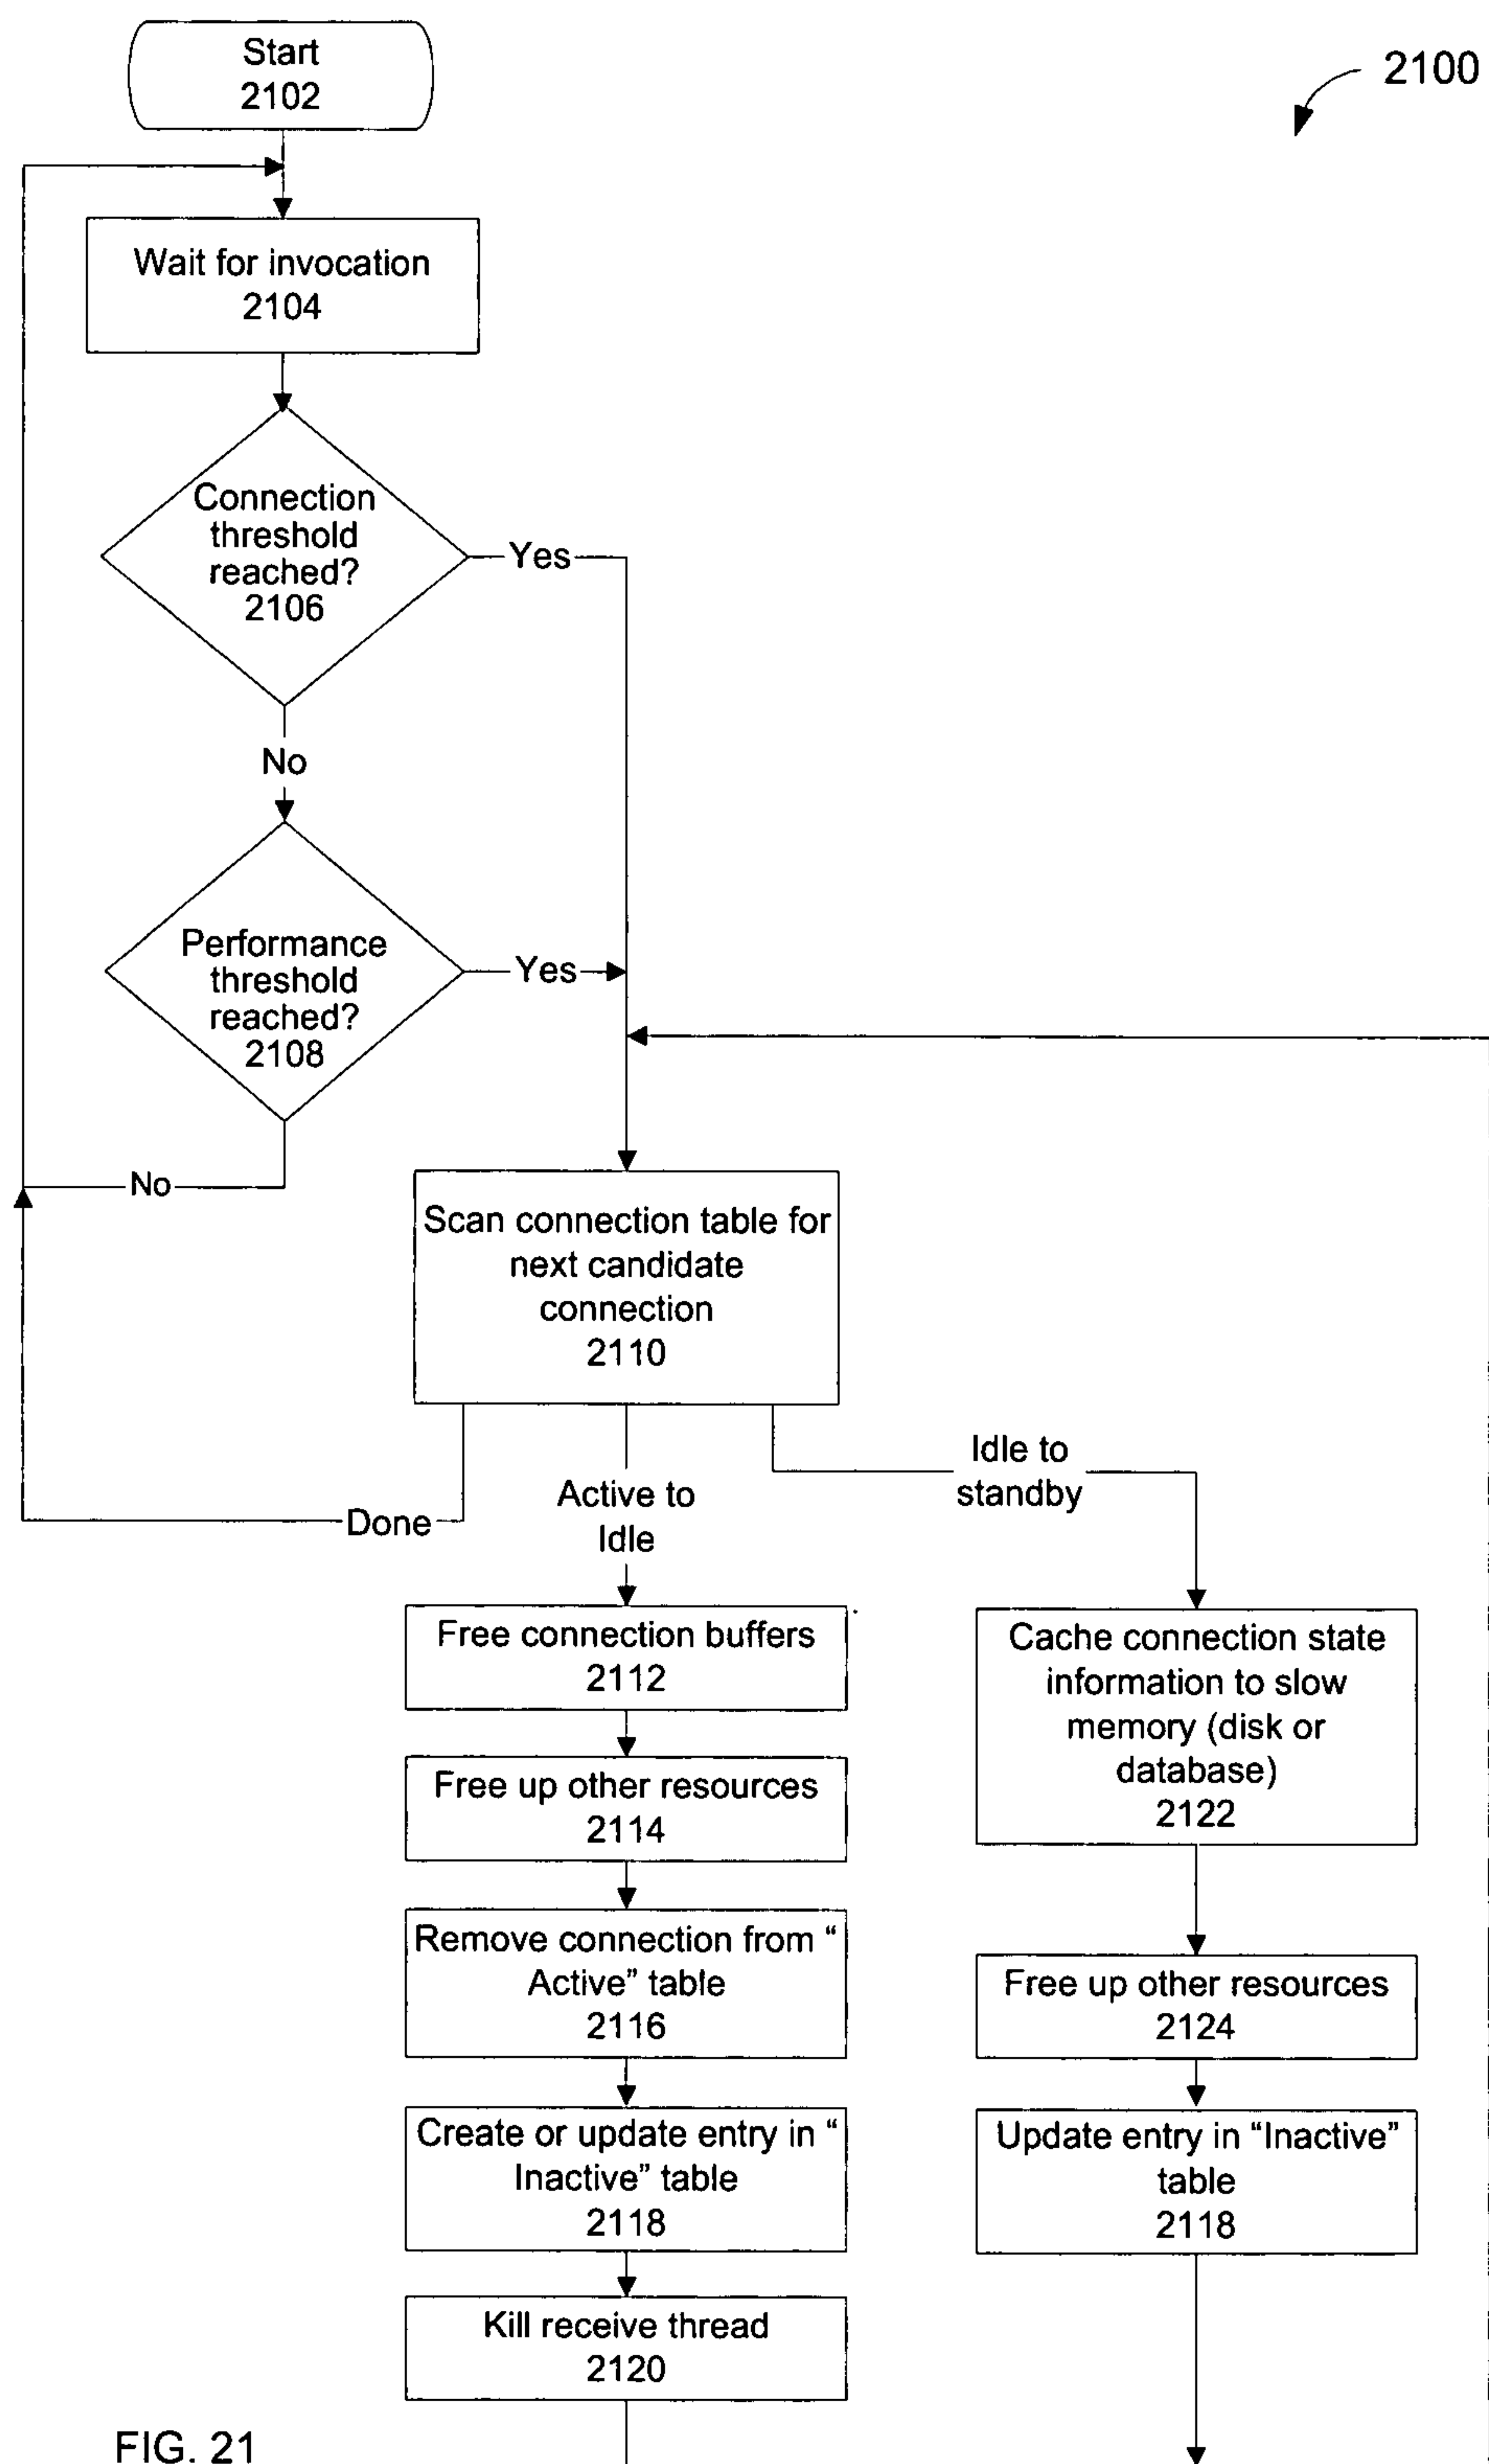 Start
2102
2100
Wait for invocation
2104
Connection
threshold
reached?
2106
Yes
No
Performance
threshold
reached?
2108
Yes
No
Scan connection table for
next candidate
connection
2110
Done
Active to
Idle
Idle to
standby
Free connection buffers
2112
Free up other resources
2114
Remove connection from “
Active” table
2116
Create or update entry in “
Inactive” table
2118
Kill receive thread
2120
Cache connection state
information to slow
memory (disk or
database)
2122
Free up other resources
2124
Update entry in “Inactive”
table
2118
FIG. 21